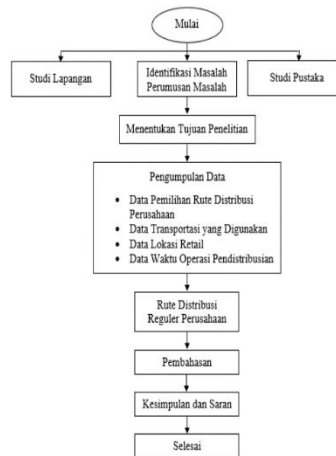 Mulai
Studi Lapangan
Identifikasi Masalah
Perumusan Masalah
Studi Pustaka
Menentukan Tujuan Penelitian
Pengumpulan Data
• Data Pemilihan Rute Distribusi
Perusahaan
• Data Transportasi yang Digunakan
• Data Lokasi Retail
• Data Waktu Operasi Pendistribusian
Rute Distribusi
Reguler Perusahaan
Pembahasan
Kesimpulan dan Saran
Selesai